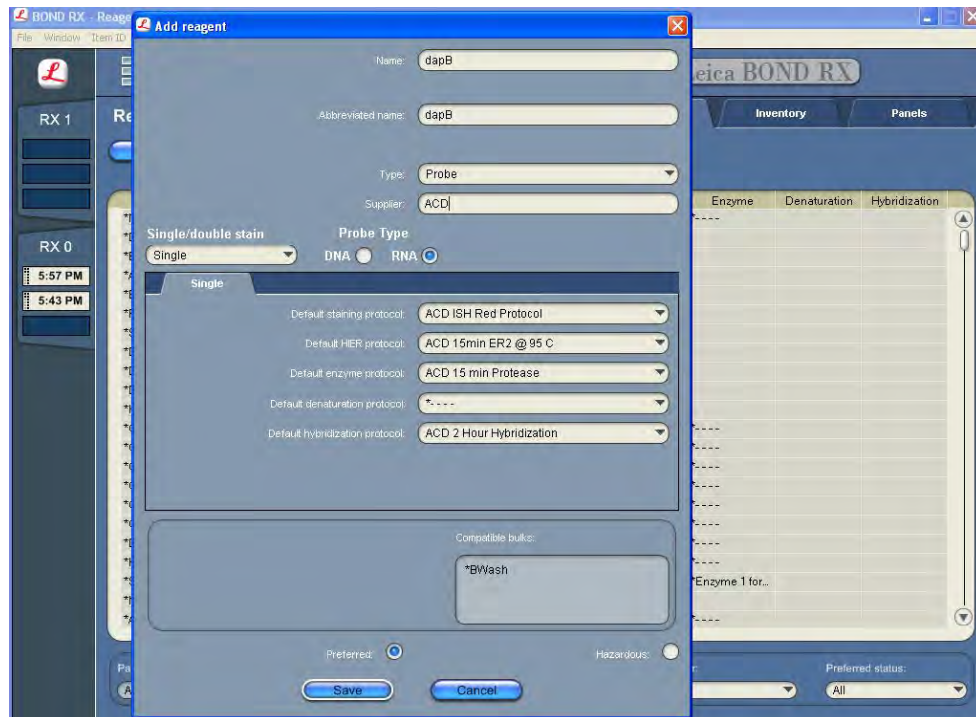 BOND RX - Reage
Add reagent
File Window Item ID
Name: dapB
Leica BOND RX
Abbreviated name: dapB
RX 1
Re
Inventory
Panels
Type: Probe
Supplier: ACD
Enzyme Denaturation Hybridization
Single/double stain
Probe Type
Single
DNA RNA
RX 0
5:57 PM
5:43 PM
Single
Default staining protocol: ACD ISH Red Protocol
Default HIER protocol: ACD 15min ER2 @ 95 C
Default enzyme protocol: ACD 15 min Protease
Default denaturation protocol: *----
Default hybridization protocol: ACD 2 Hour Hybridization
*----
*----
*----
*----
*----
*----
*----
*----
*Enzyme 1 for...
*----
Compatible bulks:
*BWash
Preferred:
Hazardous:
Save
Cancel
Pa
Preferred status:
All